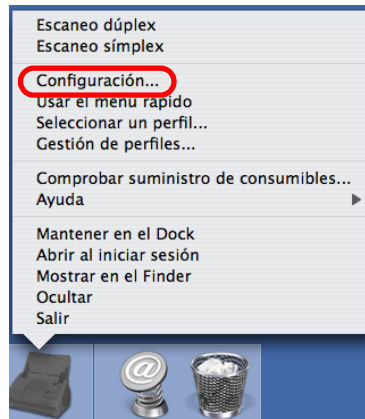 Escaneo dúplex
Escaneo símplex
Configuración...
Usar el menú rápido
Seleccionar un perfil...
Gestión de perfiles...
Comprobar suministro de consumibles...
Ayuda
Mantener en el Dock
Abrir al iniciar sesión
Mostrar en el Finder
Ocultar
Salir
@